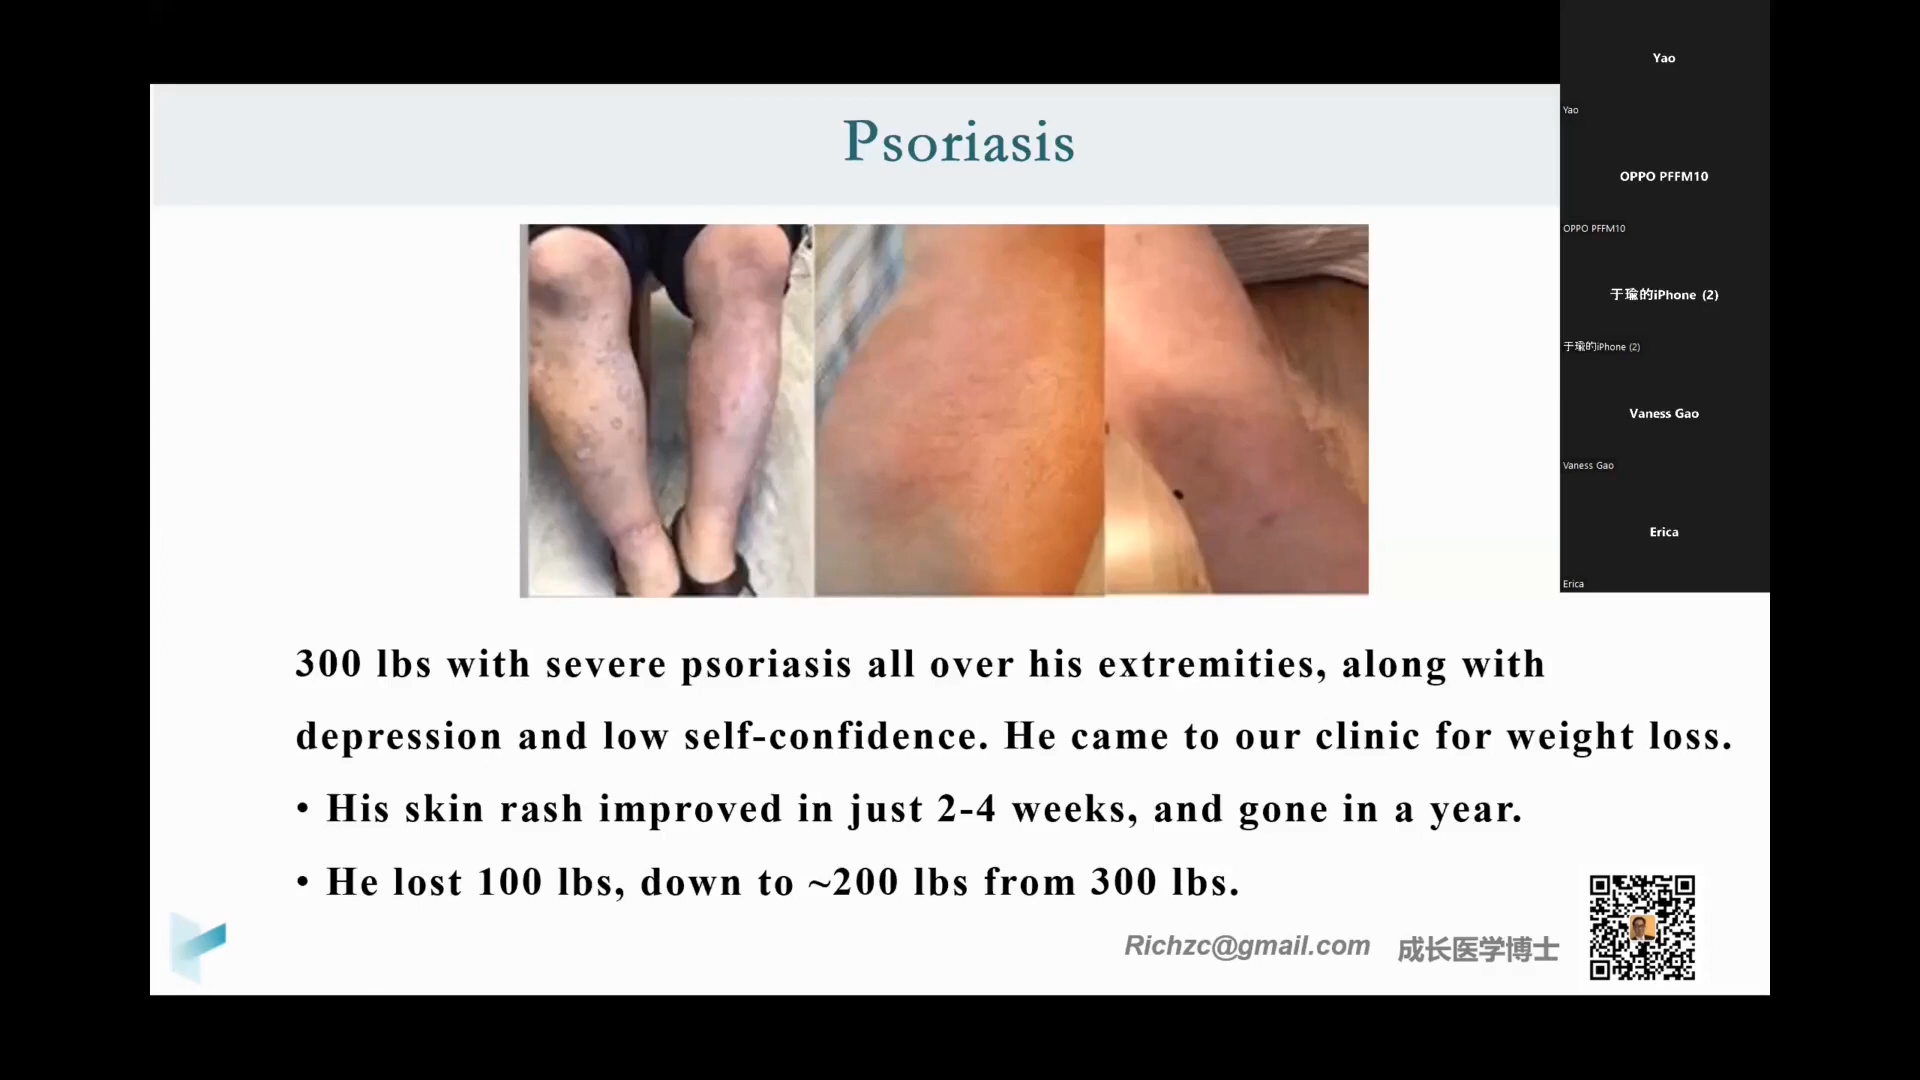 Psoriasis
300 lbs with severe psoriasis all over his extremities, along with
depression and low self-confidence. He came to our clinic for weight loss.
• His skin rash improved in just 2-4 weeks, and gone in a year.
• He lost 100 lbs, down to ~200 lbs from 300 lbs.
Richzc@gmail.com 成长医学博士
Yao
Yao
OPPO PFFM10
OPPO PFFM10
于瑜的iPhone (2)
于瑜的iPhone (2)
Vaness Gao
Vaness Gao
Erica
Erica